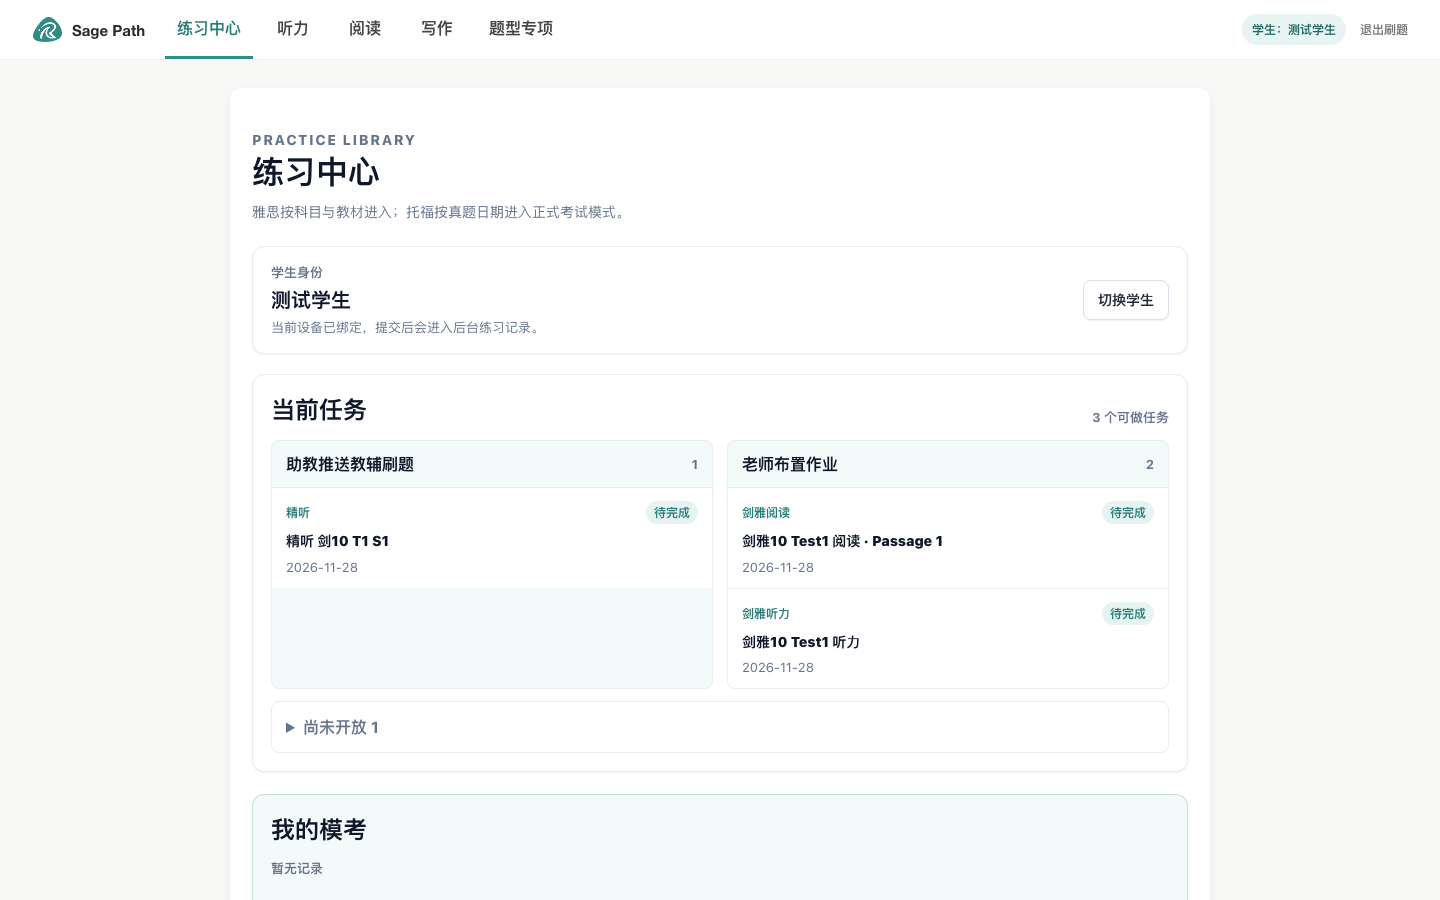 Sage Path
练习中心
听力
阅读
写作
题型专项
学生：测试学生
退出刷题
PRACTICE LIBRARY
练习中心
雅思按科目与教材进入；托福按真题日期进入正式考试模式。
学生身份
测试学生
当前设备已绑定，提交后会进入后台练习记录。
切换学生
当前任务
3 个可做任务
助教推送教辅刷题
1
精听
待完成
精听 剑10 T1 S1
2026-11-28
老师布置作业
2
剑雅阅读
待完成
剑雅10 Test1 阅读 · Passage 1
2026-11-28
剑雅听力
待完成
剑雅10 Test1 听力
2026-11-28
尚未开放 1
我的模考
暂无记录